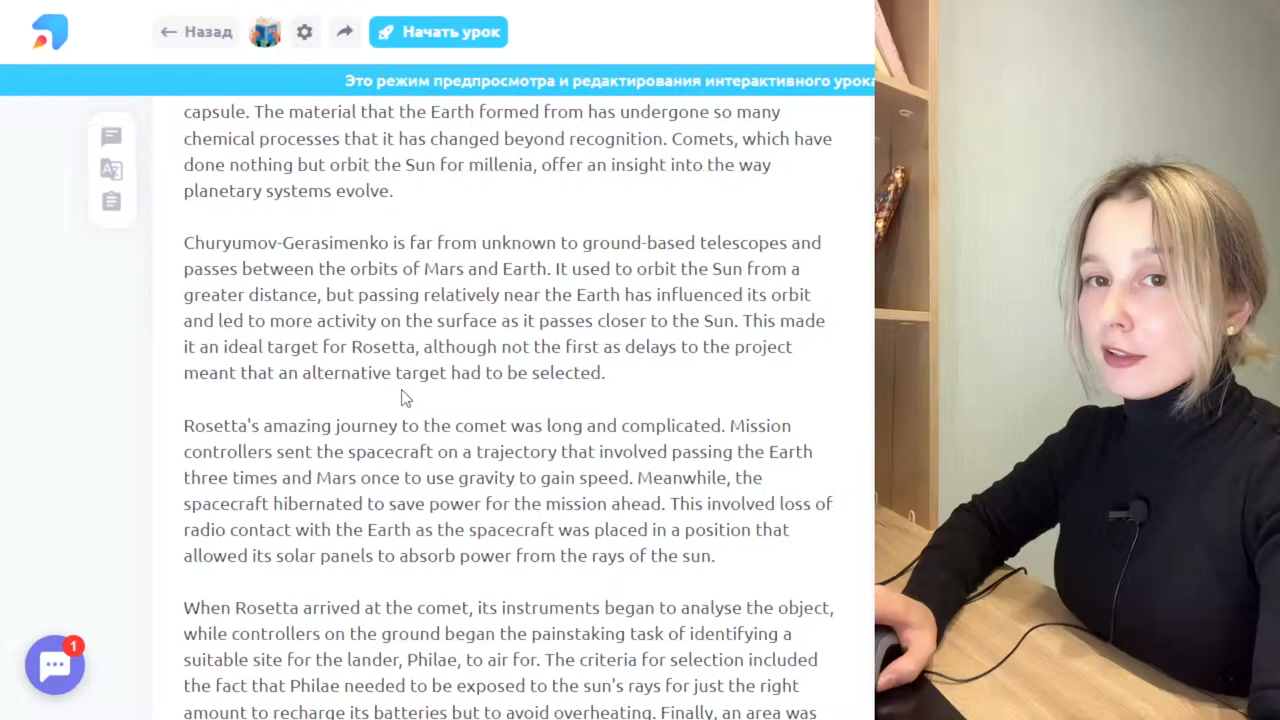 Назад
Начать урок
Это режим предпросмотра и редактирования интерактивного урока
capsule. The material that the Earth formed from has undergone so many
chemical processes that it has changed beyond recognition. Comets, which have
done nothing but orbit the Sun for millenia, offer an insight into the way
planetary systems evolve.
Churyumov-Gerasimenko is far from unknown to ground-based telescopes and
passes between the orbits of Mars and Earth. It used to orbit the Sun from a
greater distance, but passing relatively near the Earth has influenced its orbit
and led to more activity on the surface as it passes closer to the Sun. This made
it an ideal target for Rosetta, although not the first as delays to the project
meant that an alternative target had to be selected.
Rosetta's amazing journey to the comet was long and complicated. Mission
controllers sent the spacecraft on a trajectory that involved passing the Earth
three times and Mars once to use gravity to gain speed. Meanwhile, the
spacecraft hibernated to save power for the mission ahead. This involved loss of
radio contact with the Earth as the spacecraft was placed in a position that
allowed its solar panels to absorb power from the rays of the sun.
When Rosetta arrived at the comet, its instruments began to analyse the object,
while controllers on the ground began the painstaking task of identifying a
suitable site for the lander, Philae, to air for. The criteria for selection included
the fact that Philae needed to be exposed to the sun's rays for just the right
amount to recharge its batteries but to avoid overheating. Finally, an area was
1